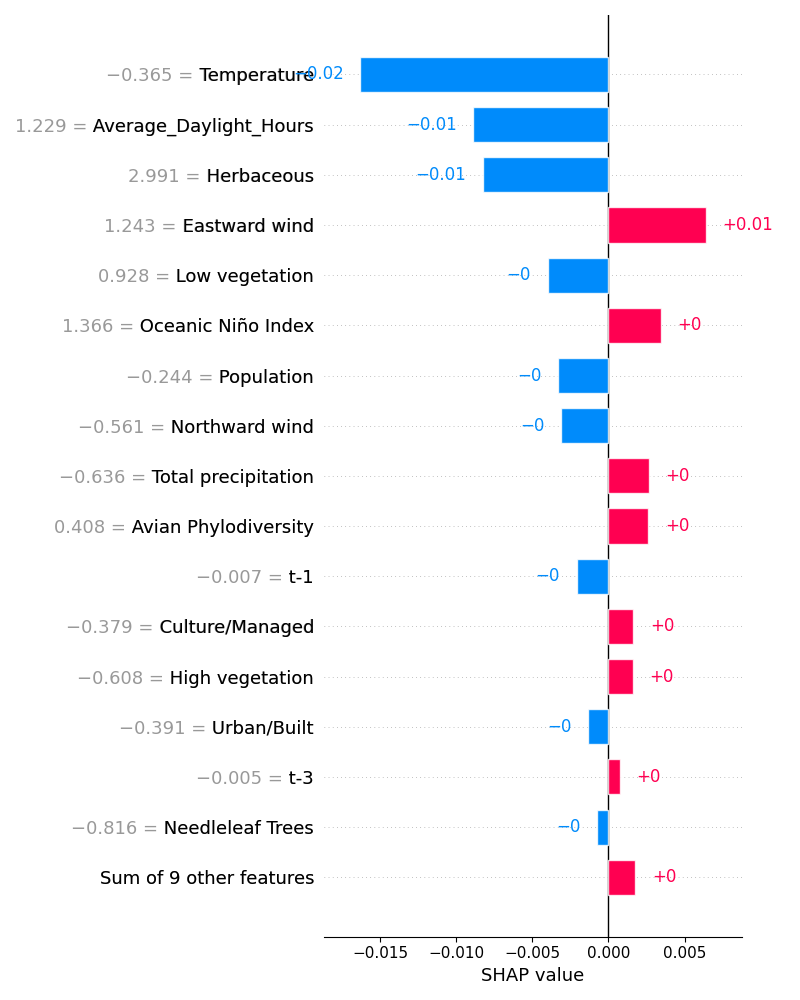 −0.365 = Temperature −0.02
1.229 = Average_Daylight_Hours −0.01
2.991 = Herbaceous −0.01
1.243 = Eastward wind +0.01
0.928 = Low vegetation −0
1.366 = Oceanic Niño Index +0
−0.244 = Population −0
−0.561 = Northward wind −0
−0.636 = Total precipitation +0
0.408 = Avian Phylodiversity +0
−0.007 = t-1 −0
−0.379 = Culture/Managed +0
−0.608 = High vegetation +0
−0.391 = Urban/Built −0
−0.005 = t-3 +0
−0.816 = Needleleaf Trees −0
Sum of 9 other features +0
−0.015 −0.010 −0.005 0.000 0.005
SHAP value